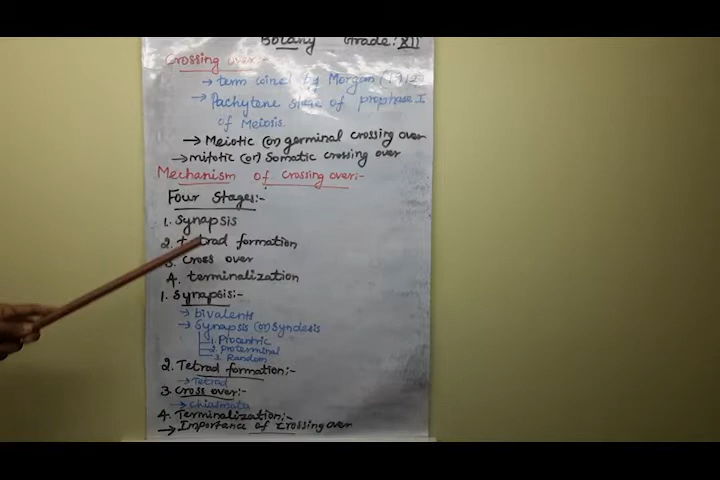 Botany Grade: XII
Crossing over:-
→ term coined by Morgan
→ Pachytene stage of prophase I
of Meiosis.
→ Meiotic (or) germinal crossing over
→ mitotic (or) Somatic crossing over
Mechanism of crossing over:-
Four Stages:-
1. Synapsis
2. tetrad formation
3. cross over
4. terminalization
1. Synapsis:-
→ bivalents
→ Synapsis (or) Syndesis
1. Procentric
2. Proterminal
3. Random
2. Tetrad formation:-
→ Tetrad
3. cross over:-
→ chiasmata
4. Terminalization:-
→ Importance of crossing over